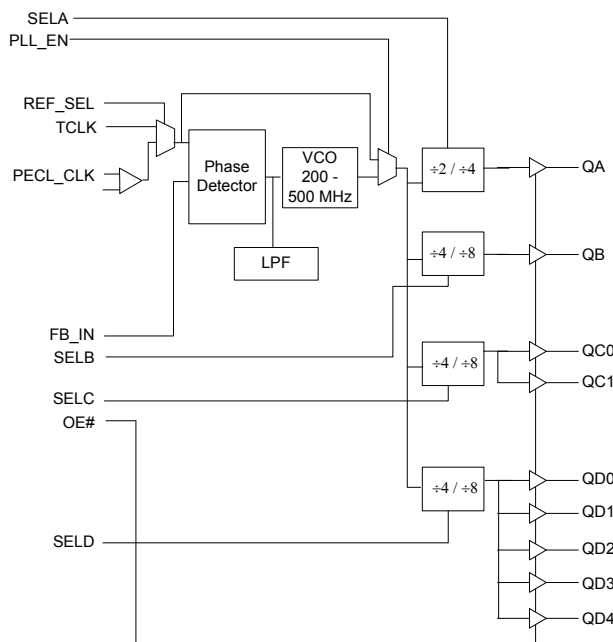 SELA
PLL_EN
REF_SEL
TCLK
PECL_CLK
Phase
Detector
VCO
200 -
500 MHz
LPF
FB_IN
SELB
SELC
OE#
SELD
÷2 / ÷4
÷4 / ÷8
÷4 / ÷8
÷4 / ÷8
QA
QB
QC0
QC1
QD0
QD1
QD2
QD3
QD4